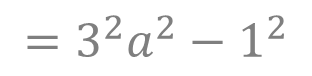 = 3²a² − 1²